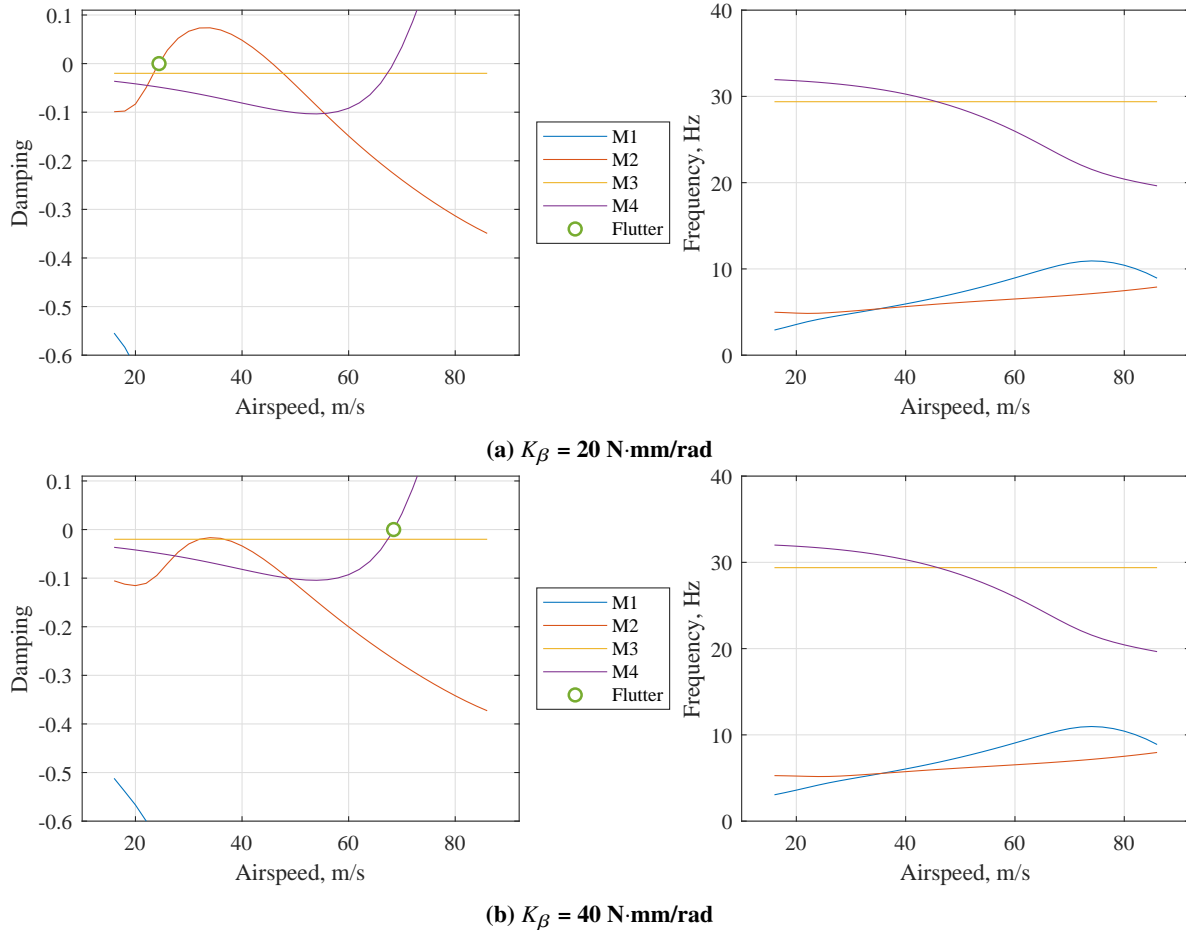 0.1
0
-0.1
-0.2
-0.3
-0.4
-0.5
-0.6
20
40
60
80
Damping
Airspeed, m/s
M1
M2
M3
M4
Flutter
40
30
20
10
0
20
40
60
80
Frequency, Hz
Airspeed, m/s
(a) Kβ = 20 N·mm/rad
0.1
0
-0.1
-0.2
-0.3
-0.4
-0.5
-0.6
20
40
60
80
Damping
Airspeed, m/s
M1
M2
M3
M4
Flutter
40
30
20
10
0
20
40
60
80
Frequency, Hz
Airspeed, m/s
(b) Kβ = 40 N·mm/rad